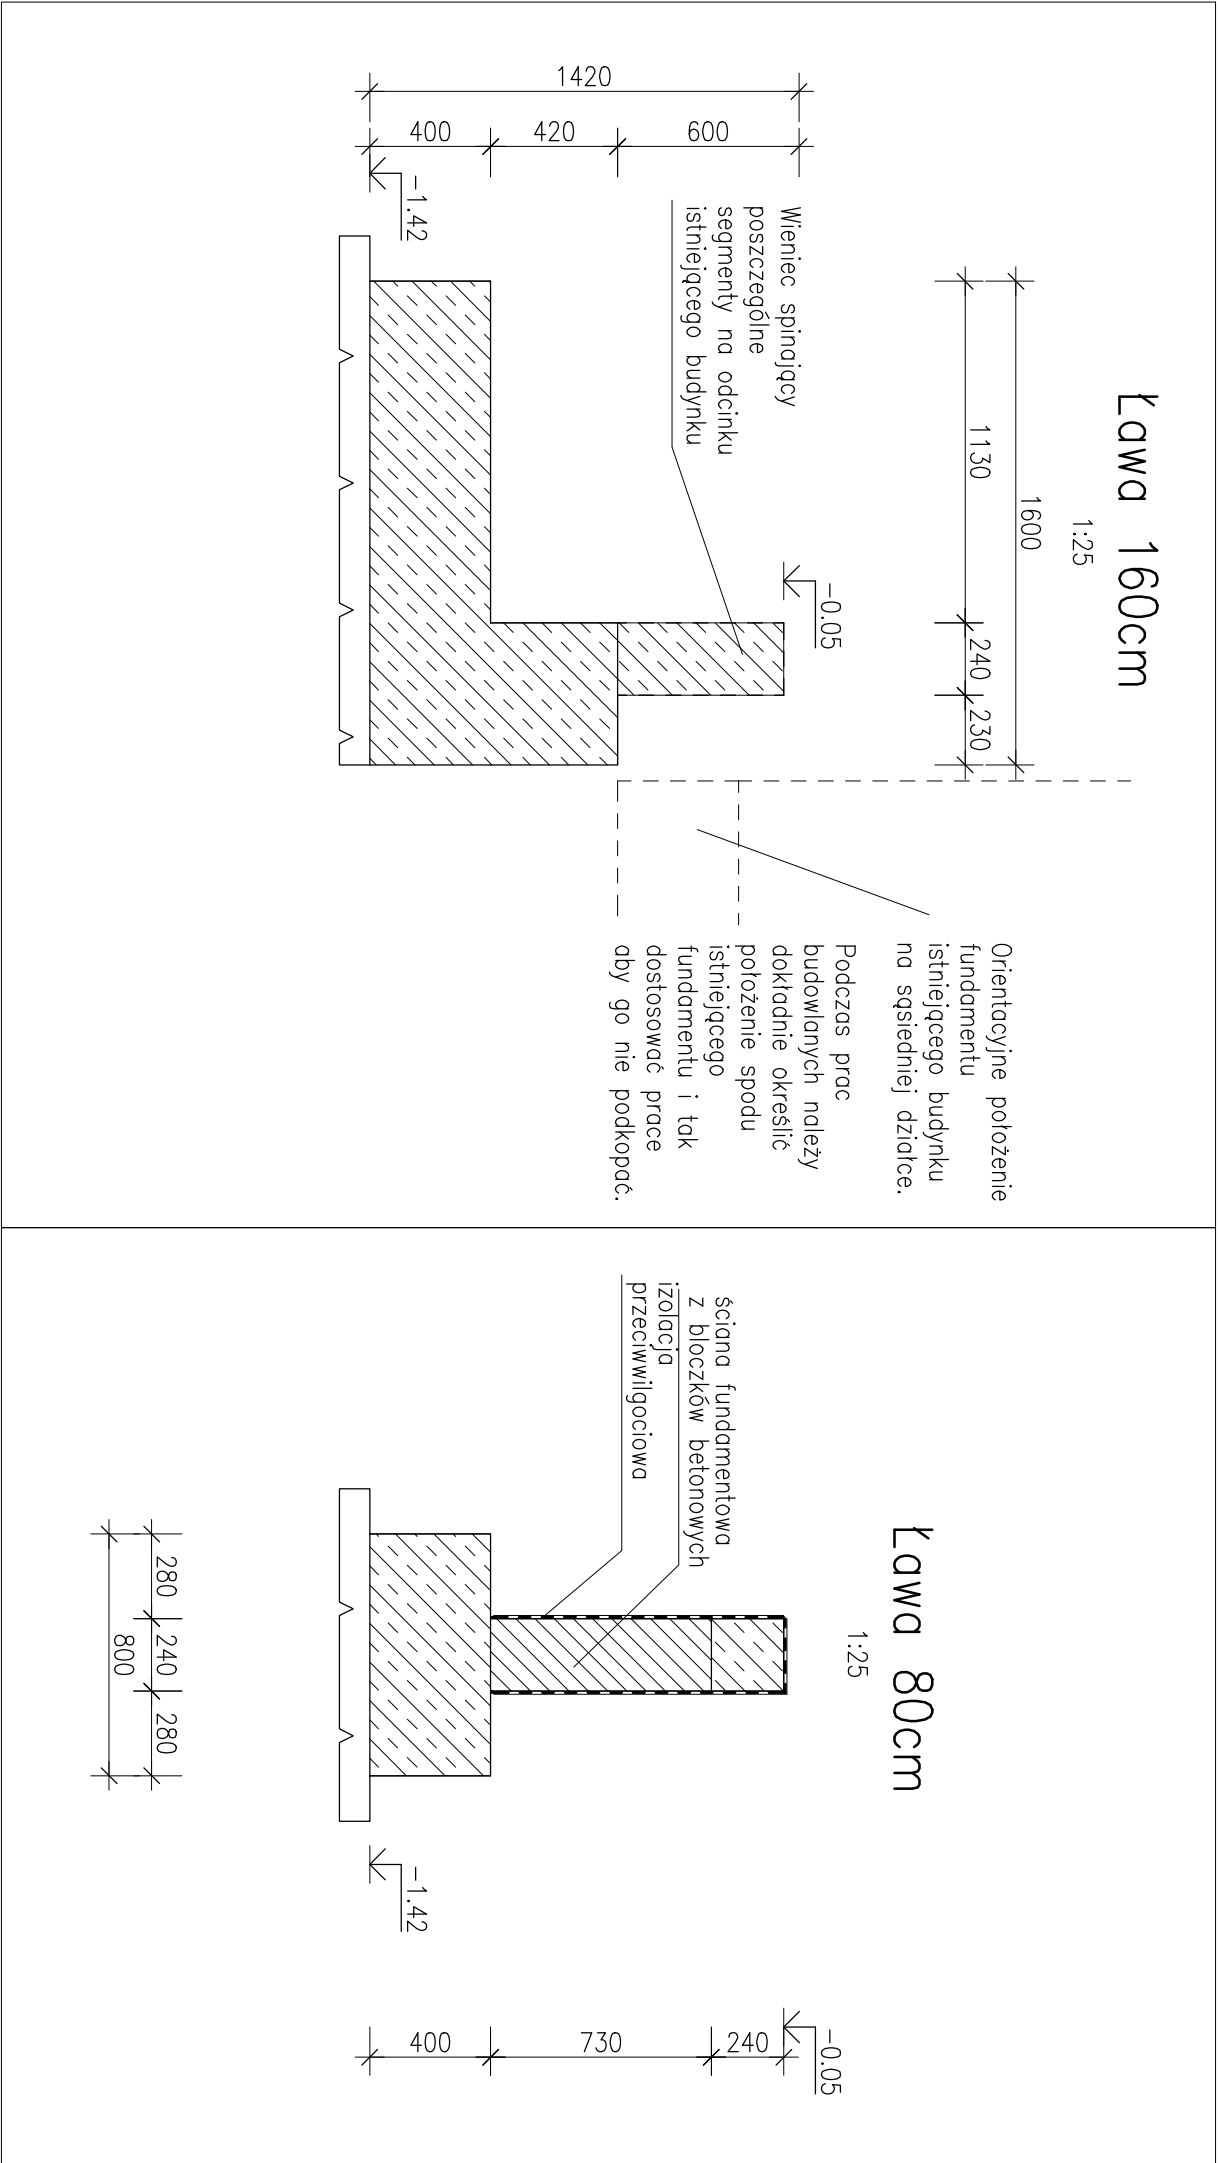 Ława 160cm
1:25
1600
1130
240
230
-0.05
1420
600
420
400
-1.42
Wieniec spinający
poszczególne
segmenty na odcinku
istniejącego budynku
Orientacyjne położenie
fundamentu
istniejącego budynku
na sąsiedniej działce.
Podczas prac
budowlanych należy
dokładnie określić
położenie spodu
istniejącego
fundamentu i tak
dostosować prace
aby go nie podkopać.
Ława 80cm
1:25
ściana fundamentowa
z bloczków betonowych
izolacja
przeciwwilgociowa
-0.05
240
730
400
-1.42
280
240
280
800